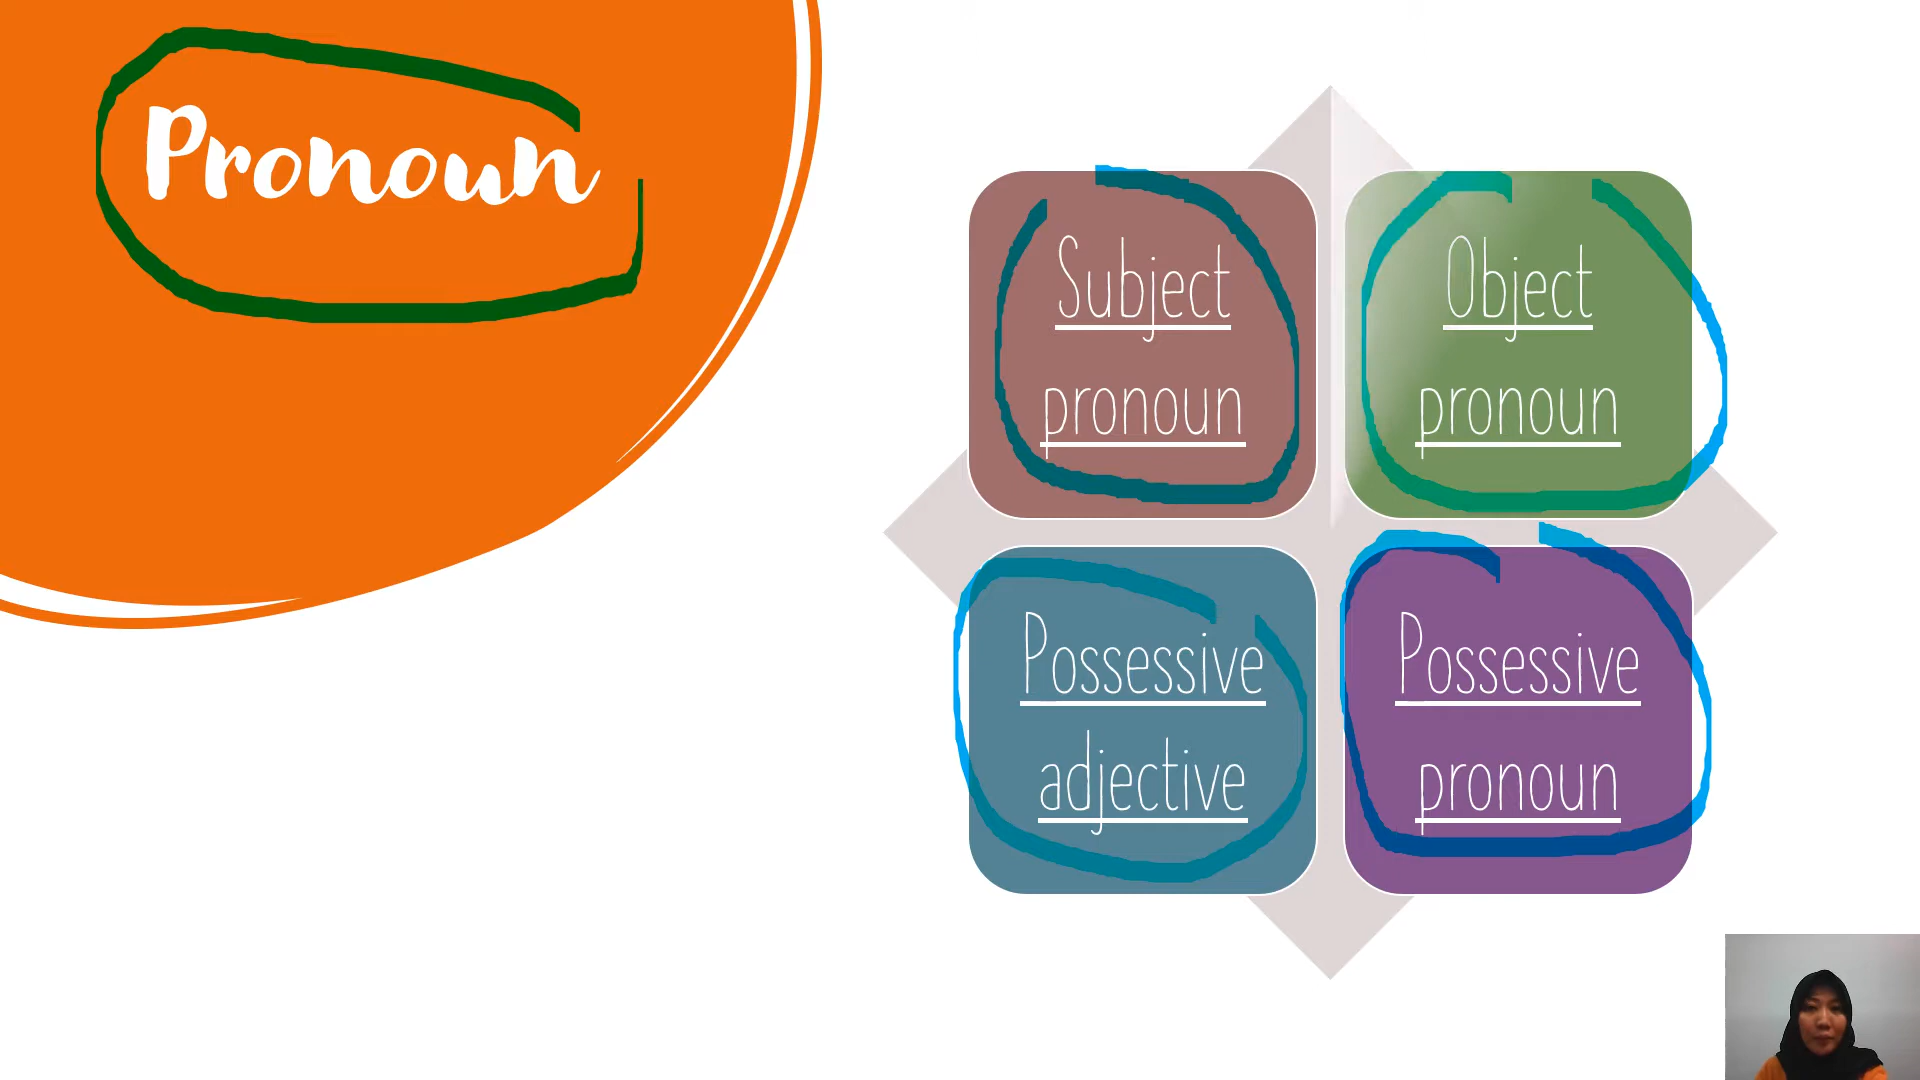 Pronoun
Subject
pronoun
Object
pronoun
Possessive
adjective
Possessive
pronoun